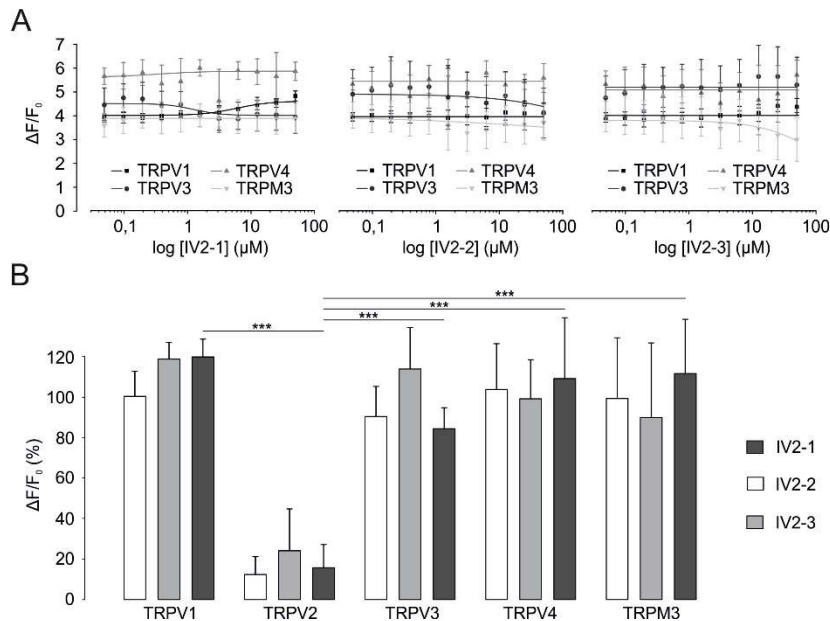 A
7
6
5
4
3
2
1
0
ΔF/F₀
TRPV1 TRPV4
TRPV3 TRPM3
0,1 1 10 100
log [IV2-1] (µM)
TRPV1 TRPV4
TRPV3 TRPM3
0,1 1 10 100
log [IV2-2] (µM)
TRPV1 TRPV4
TRPV3 TRPM3
0,1 1 10 100
log [IV2-3] (µM)
B
***
***
***
***
120
100
80
60
40
20
0
ΔF/F₀ (%)
TRPV1 TRPV2 TRPV3 TRPV4 TRPM3
IV2-1
IV2-2
IV2-3